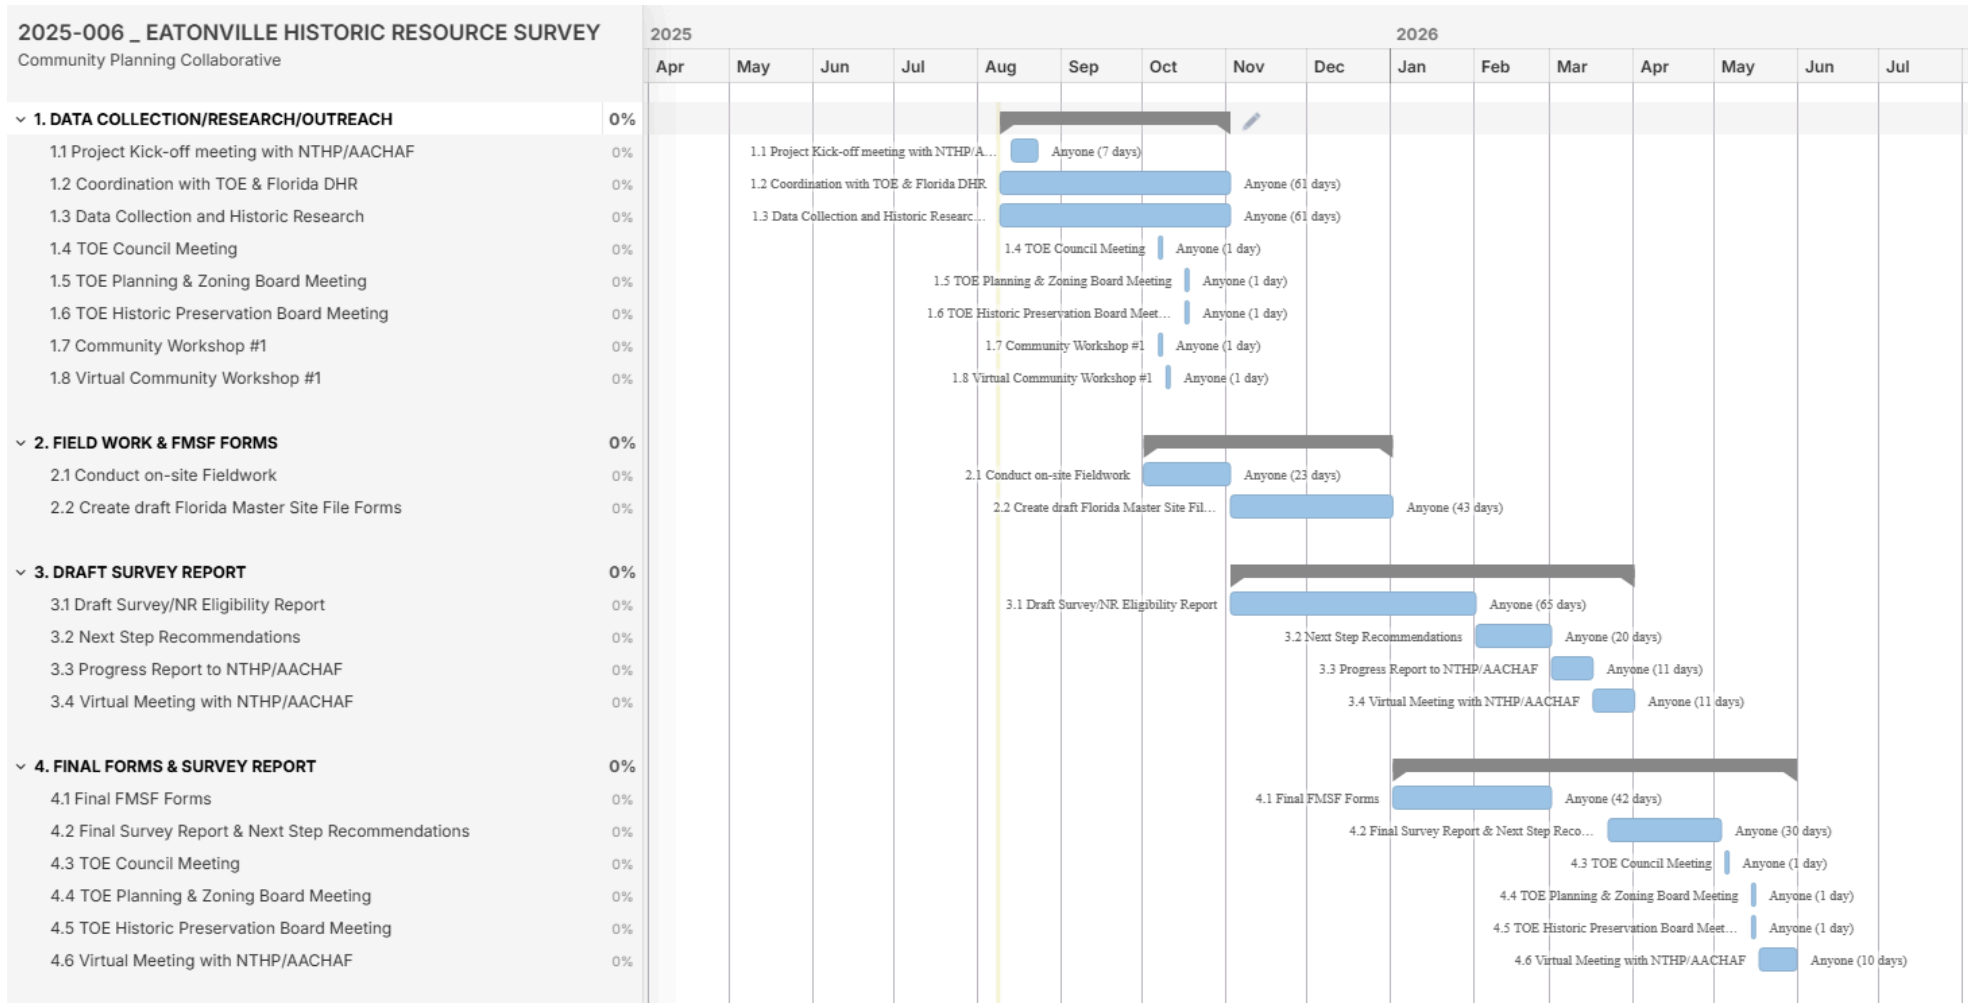 2025-006 _ EATONVILLE HISTORIC RESOURCE SURVEY
Community Planning Collaborative
2025 2026
Apr May Jun Jul Aug Sep Oct Nov Dec Jan Feb Mar Apr May Jun Jul
1. DATA COLLECTION/RESEARCH/OUTREACH 0%
1.1 Project Kick-off meeting with NTHP/AACHAF 0% 1.1 Project Kick-off meeting with NTHP/A... Anyone (7 days)
1.2 Coordination with TOE & Florida DHR 0% 1.2 Coordination with TOE & Florida DHR Anyone (61 days)
1.3 Data Collection and Historic Research 0% 1.3 Data Collection and Historic Researc... Anyone (61 days)
1.4 TOE Council Meeting 0% 1.4 TOE Council Meeting Anyone (1 day)
1.5 TOE Planning & Zoning Board Meeting 0% 1.5 TOE Planning & Zoning Board Meeting Anyone (1 day)
1.6 TOE Historic Preservation Board Meeting 0% 1.6 TOE Historic Preservation Board Meet... Anyone (1 day)
1.7 Community Workshop #1 0% 1.7 Community Workshop #1 Anyone (1 day)
1.8 Virtual Community Workshop #1 0% 1.8 Virtual Community Workshop #1 Anyone (1 day)
2. FIELD WORK & FMSF FORMS 0%
2.1 Conduct on-site Fieldwork 0% 2.1 Conduct on-site Fieldwork Anyone (23 days)
2.2 Create draft Florida Master Site File Forms 0% 2.2 Create draft Florida Master Site Fil... Anyone (43 days)
3. DRAFT SURVEY REPORT 0%
3.1 Draft Survey/NR Eligibility Report 0% 3.1 Draft Survey/NR Eligibility Report Anyone (65 days)
3.2 Next Step Recommendations 0% 3.2 Next Step Recommendations Anyone (20 days)
3.3 Progress Report to NTHP/AACHAF 0% 3.3 Progress Report to NTHP/AACHAF Anyone (11 days)
3.4 Virtual Meeting with NTHP/AACHAF 0% 3.4 Virtual Meeting with NTHP/AACHAF Anyone (11 days)
4. FINAL FORMS & SURVEY REPORT 0%
4.1 Final FMSF Forms 0% 4.1 Final FMSF Forms Anyone (42 days)
4.2 Final Survey Report & Next Step Recommendations 0% 4.2 Final Survey Report & Next Step Reco... Anyone (30 days)
4.3 TOE Council Meeting 0% 4.3 TOE Council Meeting Anyone (1 day)
4.4 TOE Planning & Zoning Board Meeting 0% 4.4 TOE Planning & Zoning Board Meeting Anyone (1 day)
4.5 TOE Historic Preservation Board Meeting 0% 4.5 TOE Historic Preservation Board Meet... Anyone (1 day)
4.6 Virtual Meeting with NTHP/AACHAF 0% 4.6 Virtual Meeting with NTHP/AACHAF Anyone (10 days)